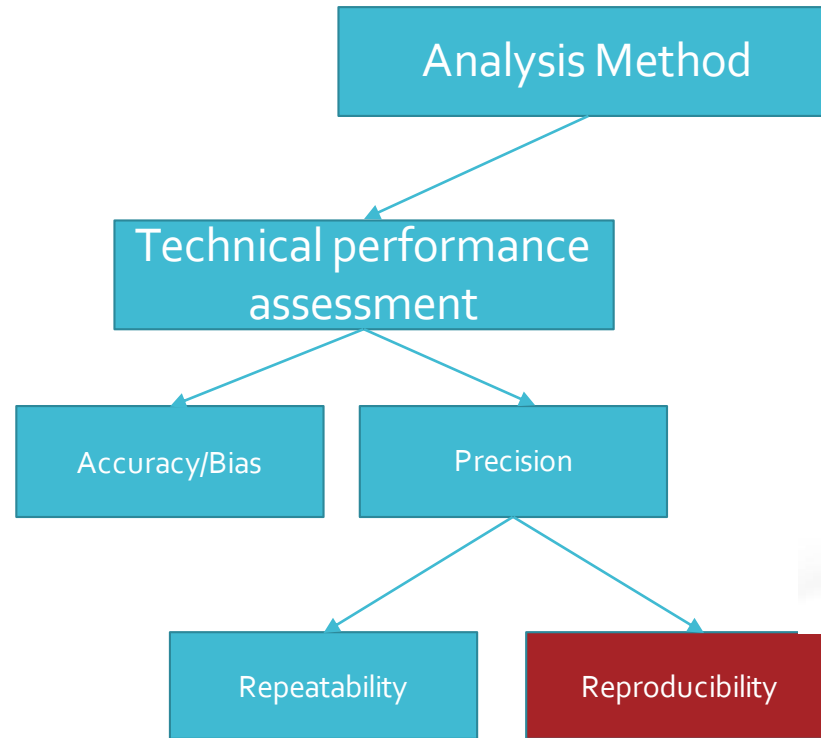 Analysis Method
Technical performance
assessment
Accuracy/Bias
Precision
Repeatability
Reproducibility